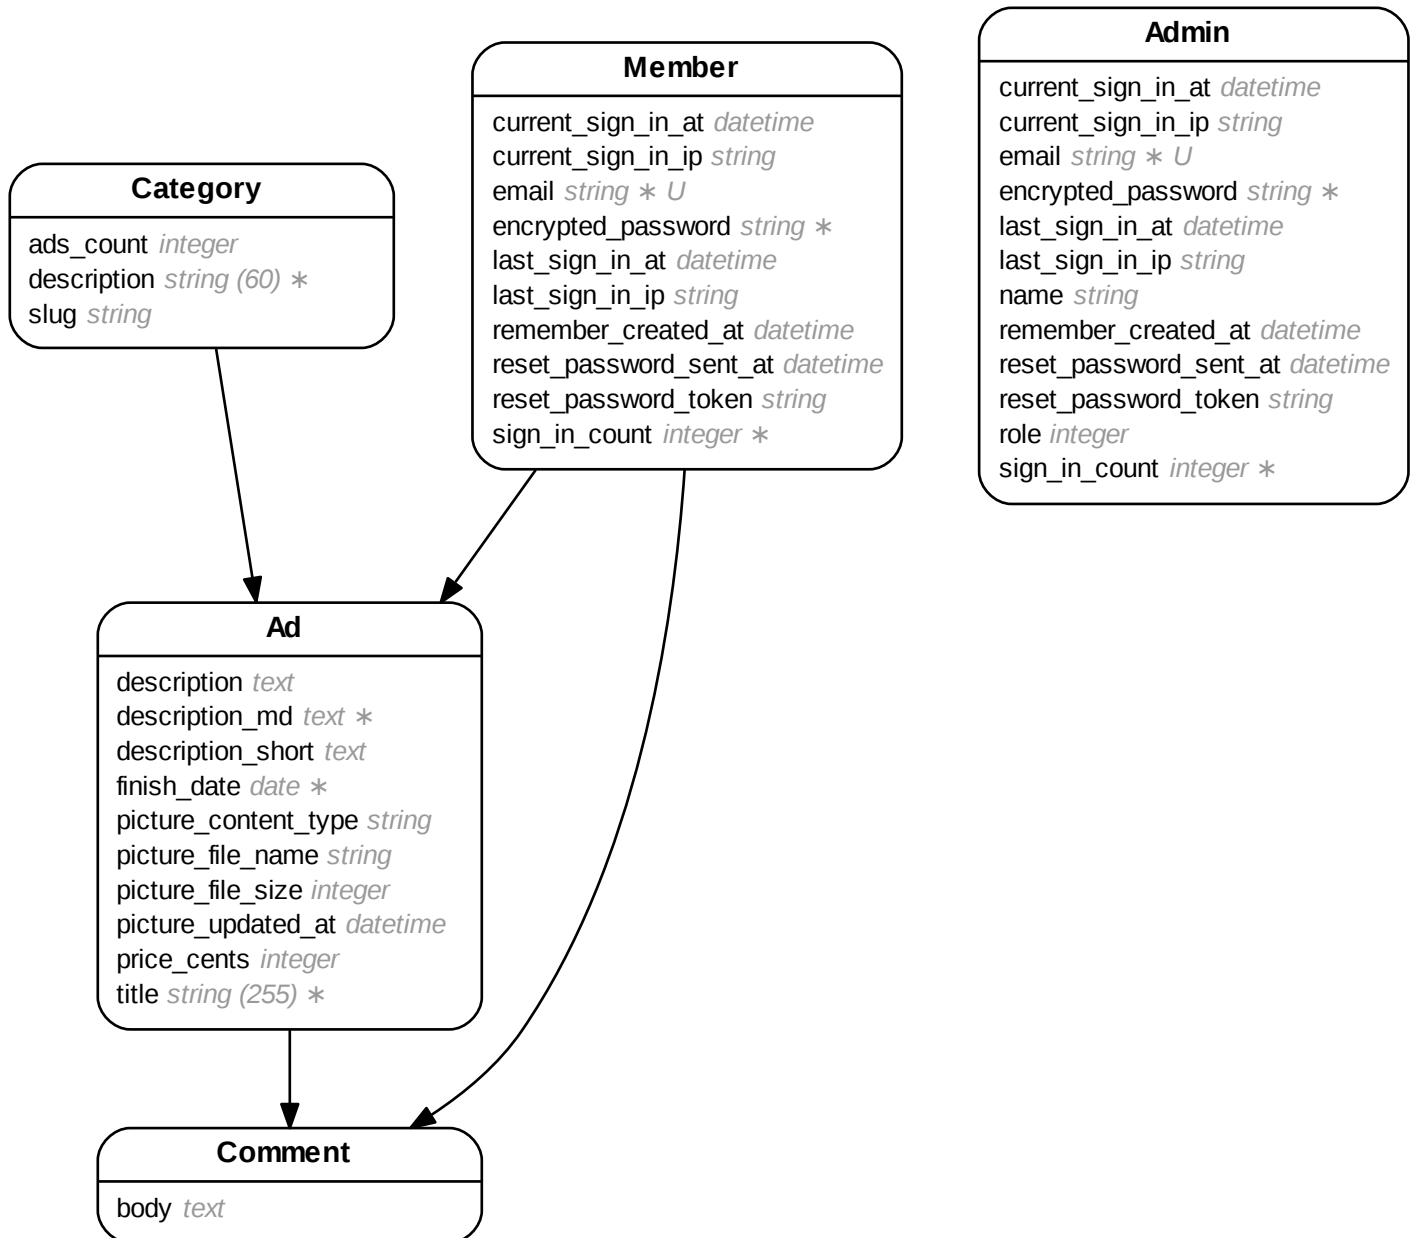 Category
ads_count integer
description string (60) ∗
slug string
Member
current_sign_in_at datetime
current_sign_in_ip string
email string ∗ U
encrypted_password string ∗
last_sign_in_at datetime
last_sign_in_ip string
remember_created_at datetime
reset_password_sent_at datetime
reset_password_token string
sign_in_count integer ∗
Admin
current_sign_in_at datetime
current_sign_in_ip string
email string ∗ U
encrypted_password string ∗
last_sign_in_at datetime
last_sign_in_ip string
name string
remember_created_at datetime
reset_password_sent_at datetime
reset_password_token string
role integer
sign_in_count integer ∗
Ad
description text
description_md text ∗
description_short text
finish_date date ∗
picture_content_type string
picture_file_name string
picture_file_size integer
picture_updated_at datetime
price_cents integer
title string (255) ∗
Comment
body text